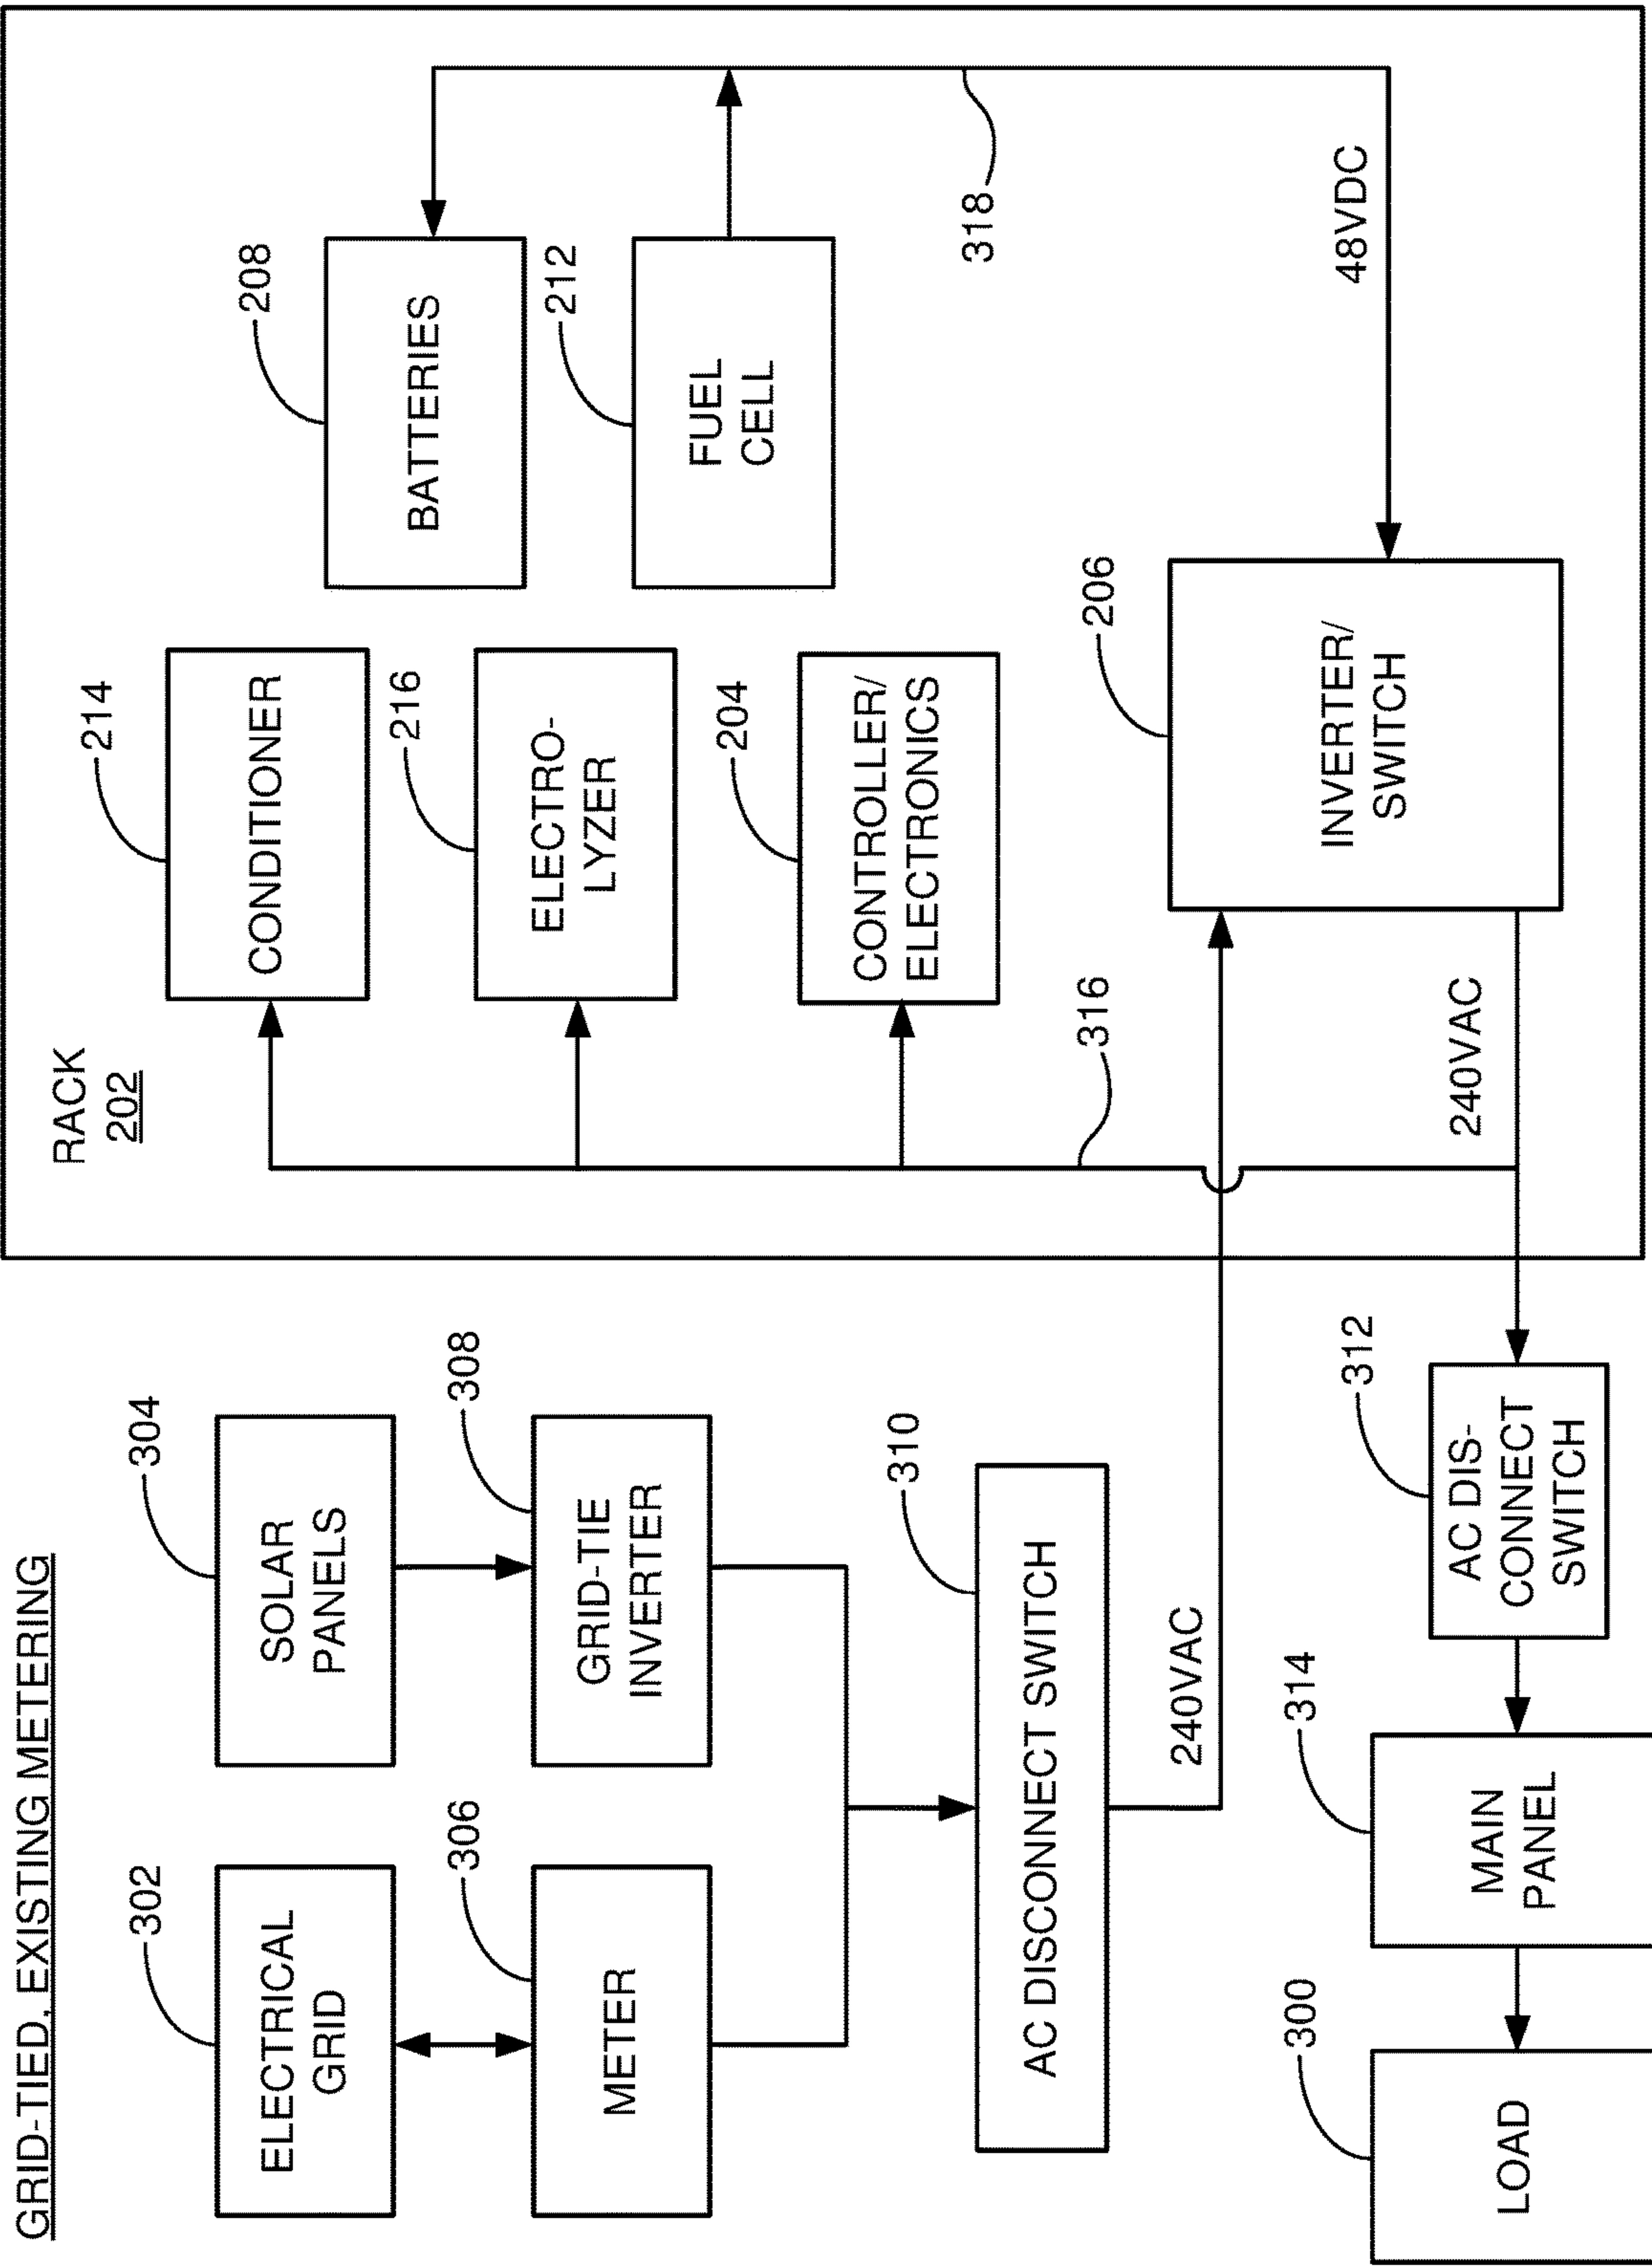 GRID-TIED, EXISTING METERING
302
ELECTRICAL
GRID
304
SOLAR
PANELS
306
METER
308
GRID-TIE
INVERTER
310
AC DISCONNECT SWITCH
240VAC
300
LOAD
314
MAIN
PANEL
312
AC DIS-
CONNECT
SWITCH
RACK
202
214
CONDITIONER
216
ELECTRO-
LYZER
204
CONTROLLER/
ELECTRONICS
316
240VAC
206
INVERTER/
SWITCH
208
BATTERIES
212
FUEL
CELL
318
48VDC